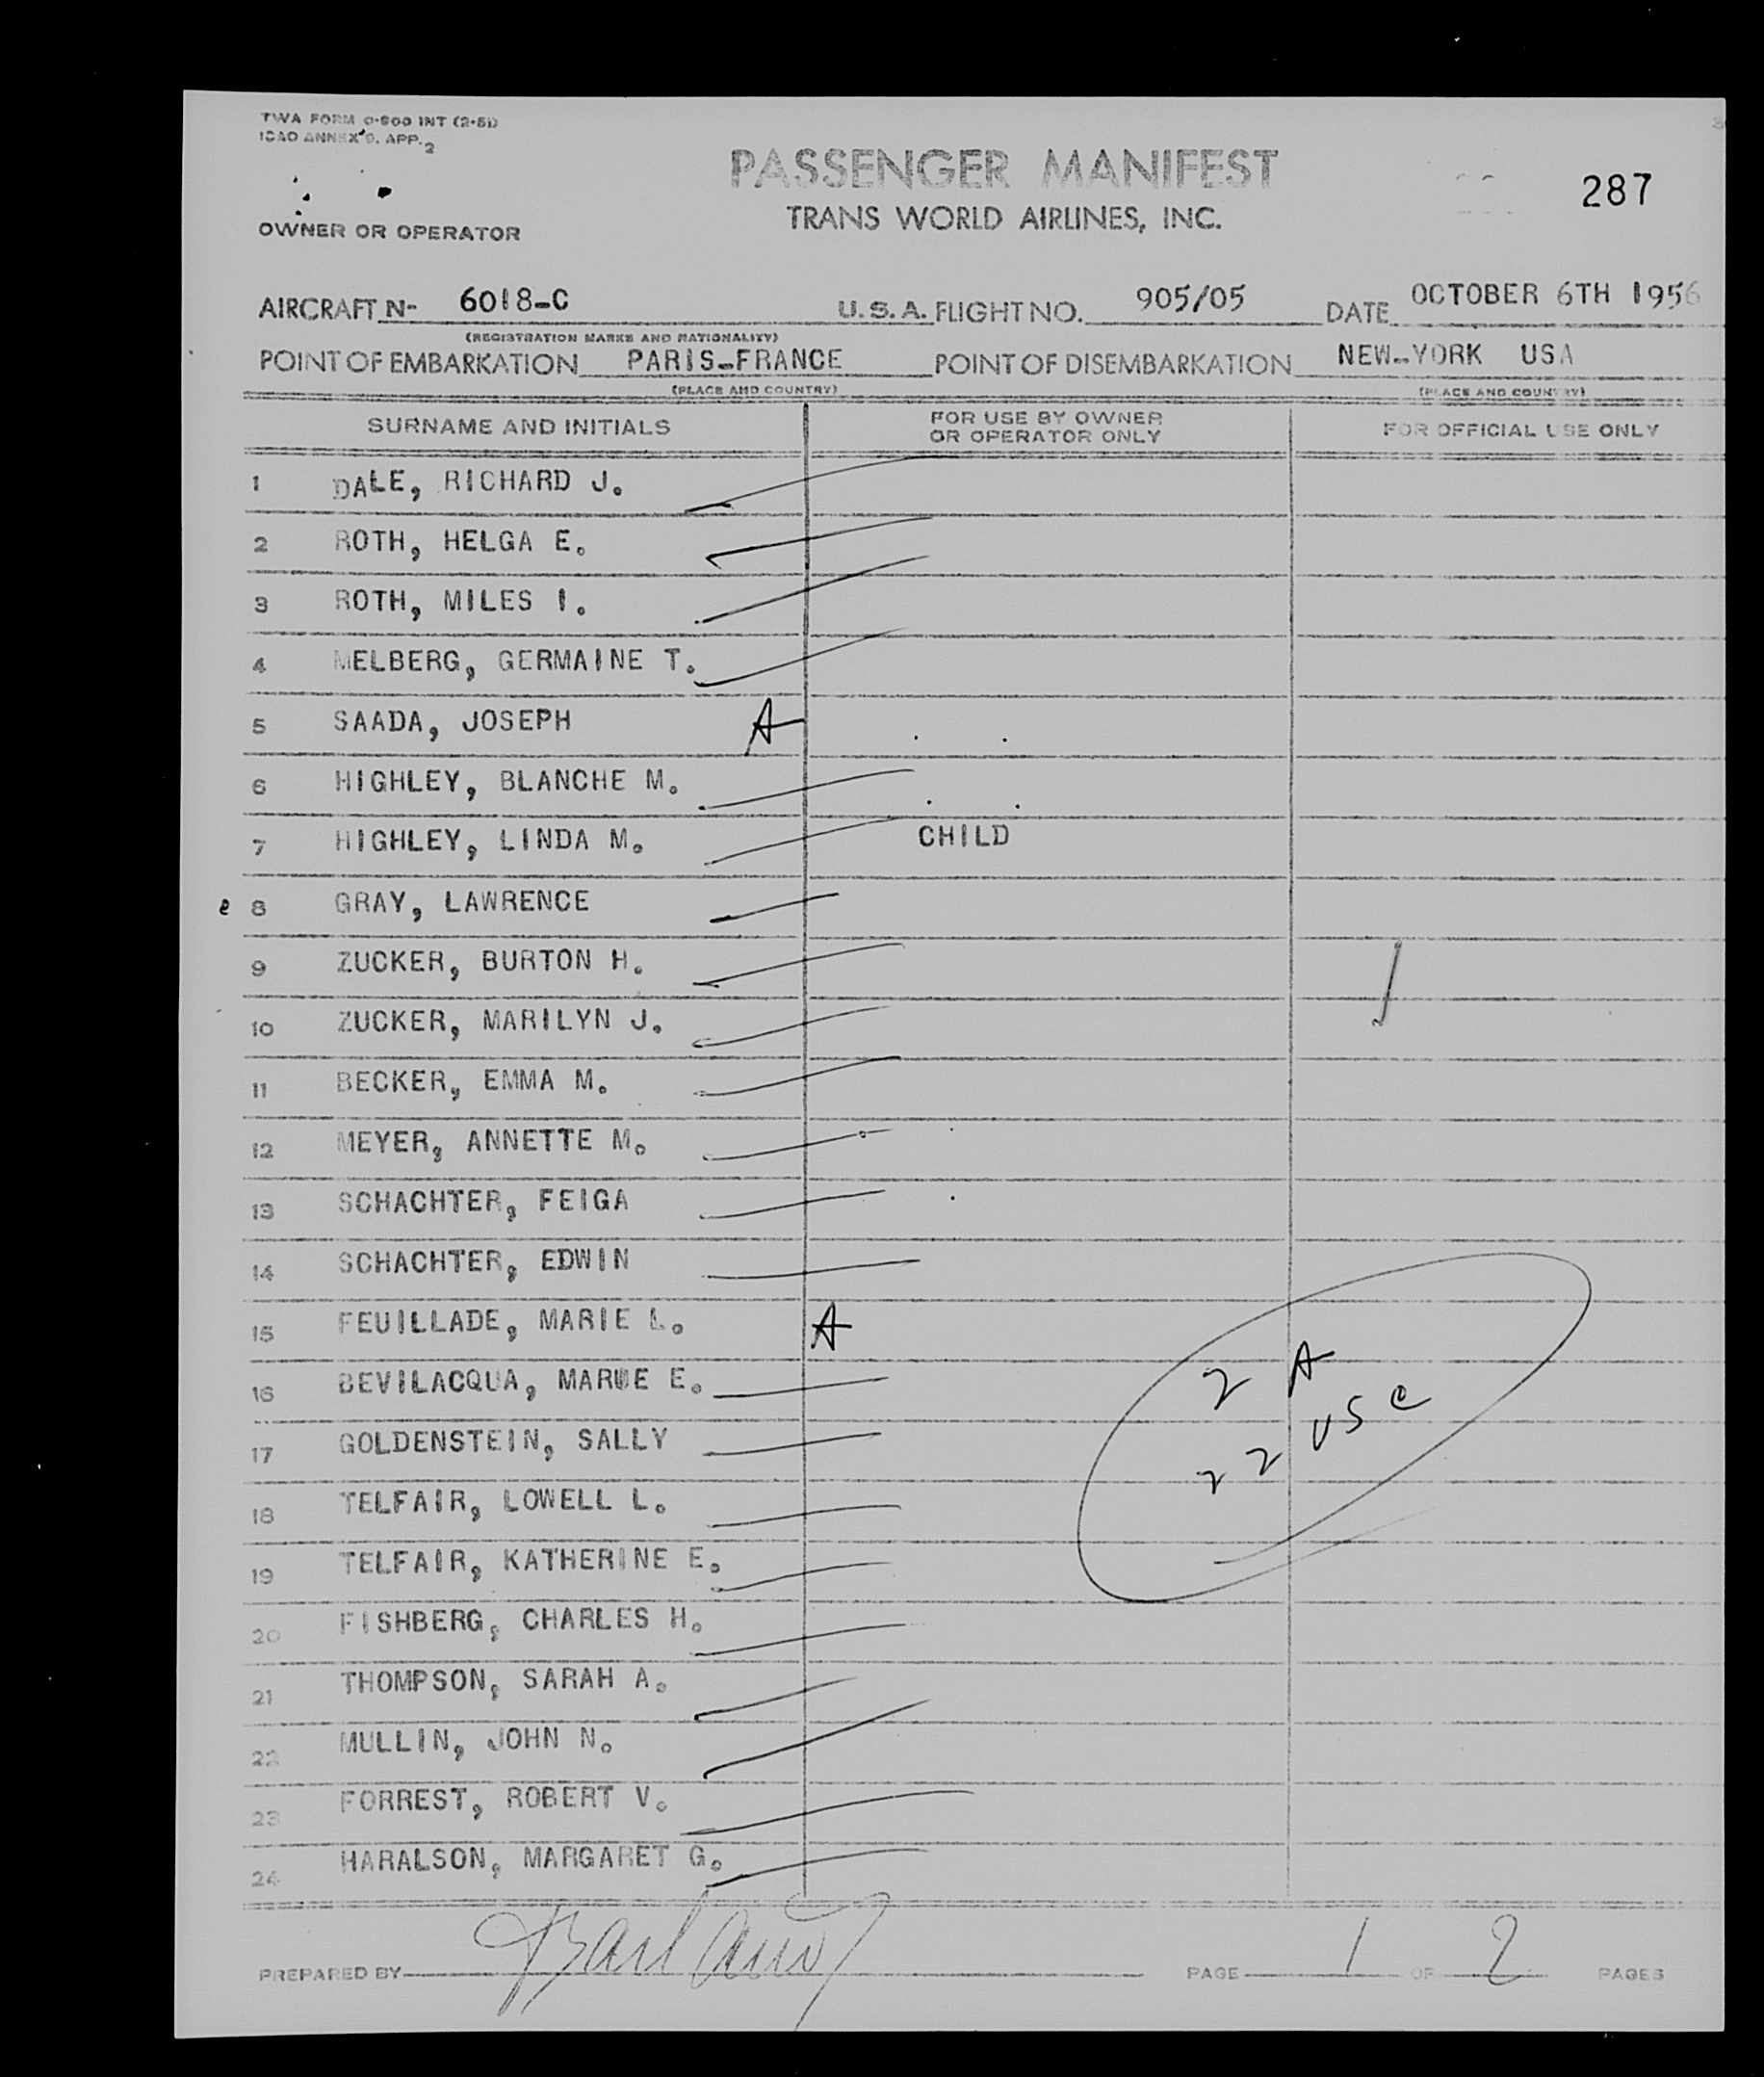 TWA FORM O-800 INT (2-51)
ICAO ANNEX 9. APP. 2
PASSENGER MANIFEST
287
TRANS WORLD AIRLINES, INC.
OWNER OR OPERATOR
AIRCRAFT N- 6018-C U.S.A. FLIGHT NO. 905/05 DATE OCTOBER 6TH 1956
(REGISTRATION MARKS AND NATIONALITY)
POINT OF EMBARKATION PARIS-FRANCE POINT OF DISEMBARKATION NEW-YORK USA
(PLACE AND COUNTRY) (PLACE AND COUNTRY)
SURNAME AND INITIALS FOR USE BY OWNER OR OPERATOR ONLY FOR OFFICIAL USE ONLY
1 DALE, RICHARD J.
2 ROTH, HELGA E.
3 ROTH, MILES I.
4 MELBERG, GERMAINE T.
5 SAADA, JOSEPH A
6 HIGHLEY, BLANCHE M.
7 HIGHLEY, LINDA M. CHILD
8 GRAY, LAWRENCE
9 ZUCKER, BURTON H.
10 ZUCKER, MARILYN J.
11 BECKER, EMMA M.
12 MEYER, ANNETTE M.
13 SCHACHTER, FEIGA
14 SCHACHTER, EDWIN
15 FEUILLADE, MARIE L. A
2 A
16 BEVILACQUA, MARIE E.
22 USC
17 GOLDENSTEIN, SALLY
18 TELFAIR, LOWELL L.
19 TELFAIR, KATHERINE E.
20 FISHBERG, CHARLES H.
21 THOMPSON, SARAH A.
22 MULLIN, JOHN N.
23 FORREST, ROBERT V.
24 HARALSON, MARGARET G.
PREPARED BY PAGE 1 OF 2 PAGES